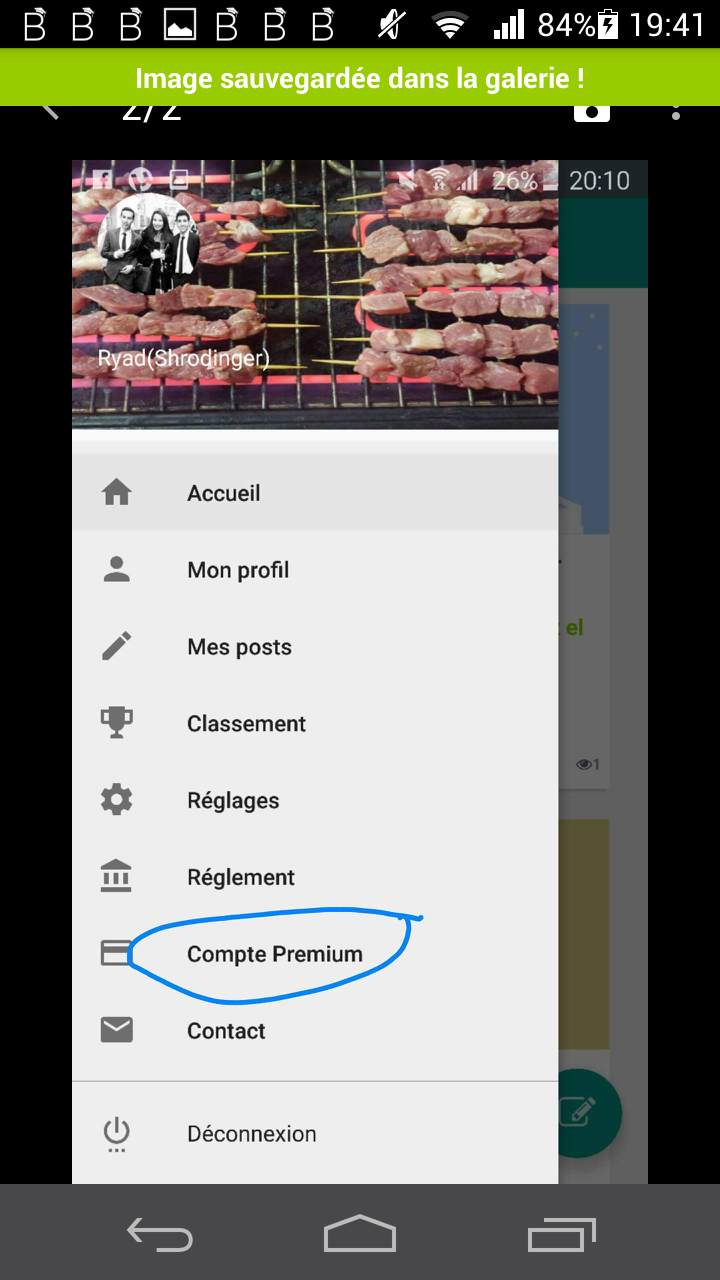 84% 19:41
Image sauvegardée dans la galerie !
2/2
26% 20:10
Ryad(Shrodinger)
Accueil
Mon profil
Mes posts
el
Classement
1
Réglages
Réglement
Compte Premium
Contact
Déconnexion